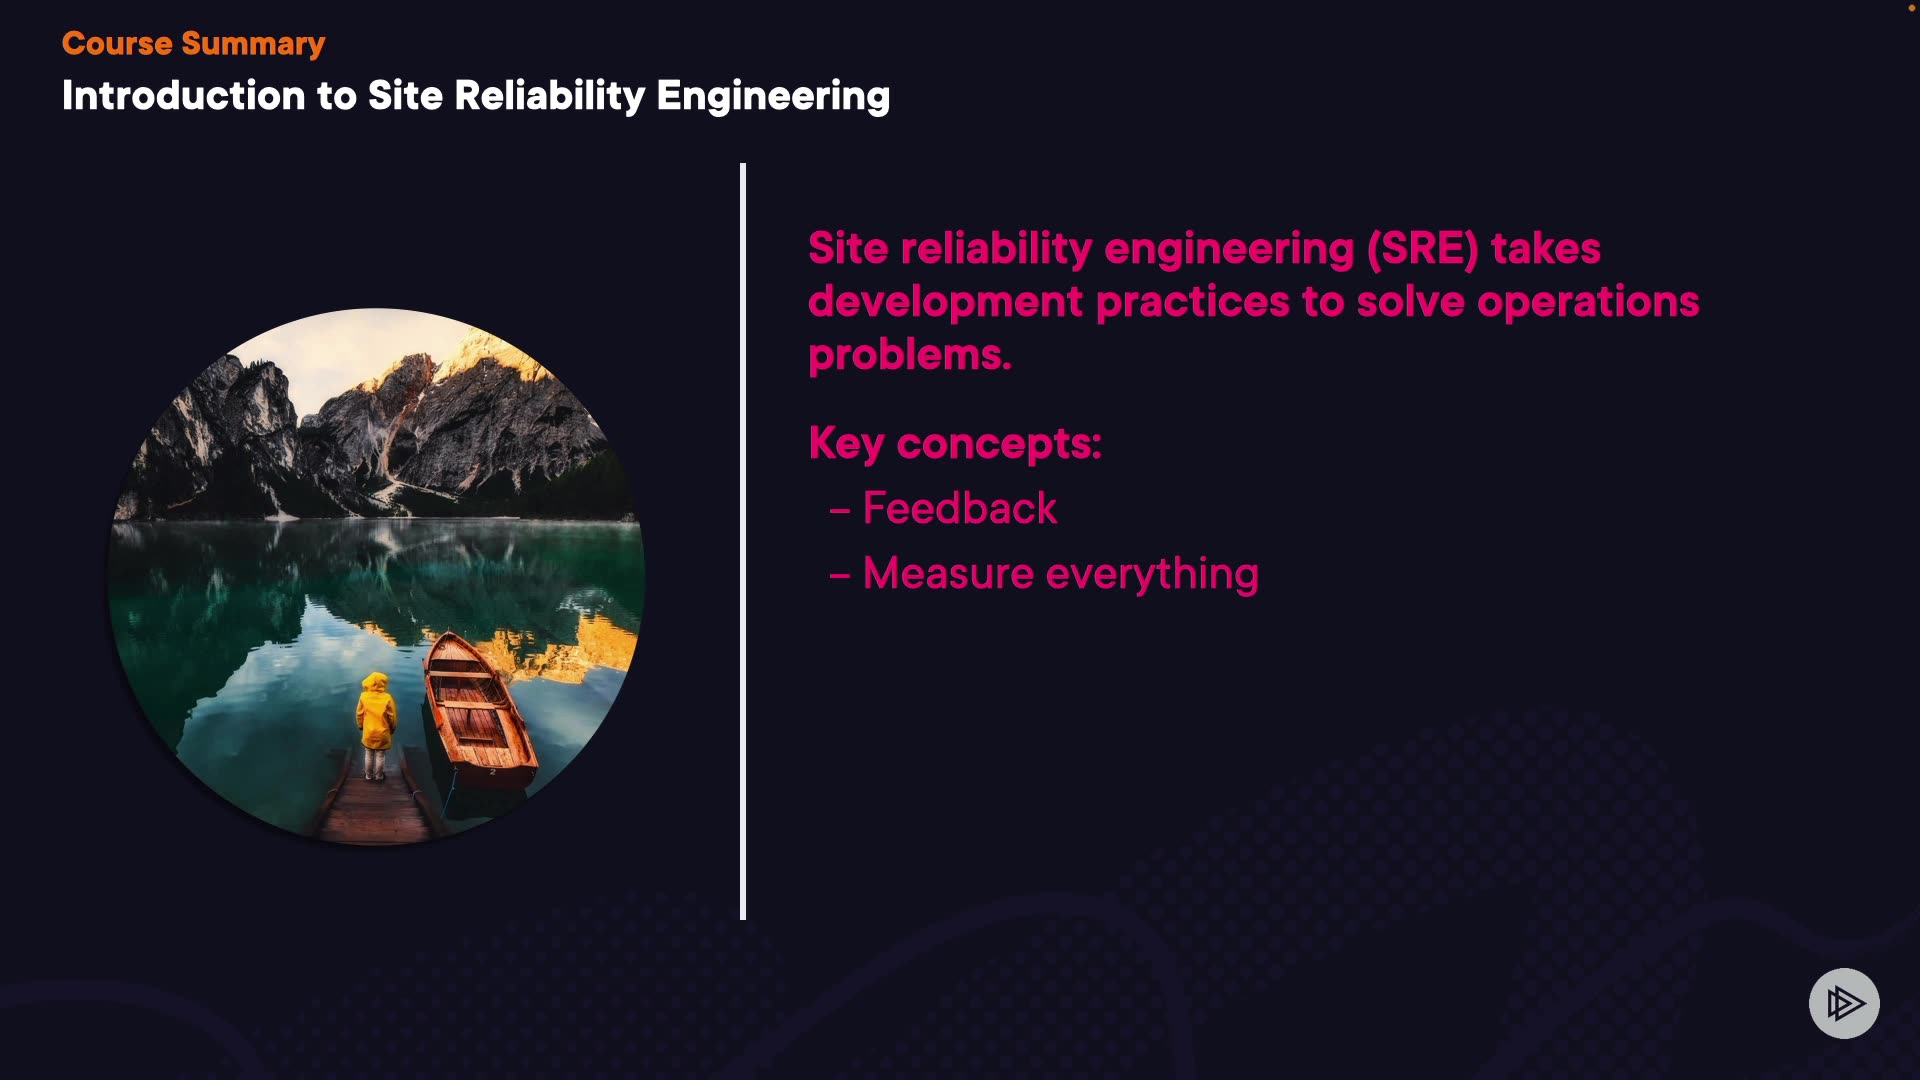 Course Summary
Introduction to Site Reliability Engineering
Site reliability engineering (SRE) takes
development practices to solve operations
problems.
Key concepts:
– Feedback
– Measure everything
2